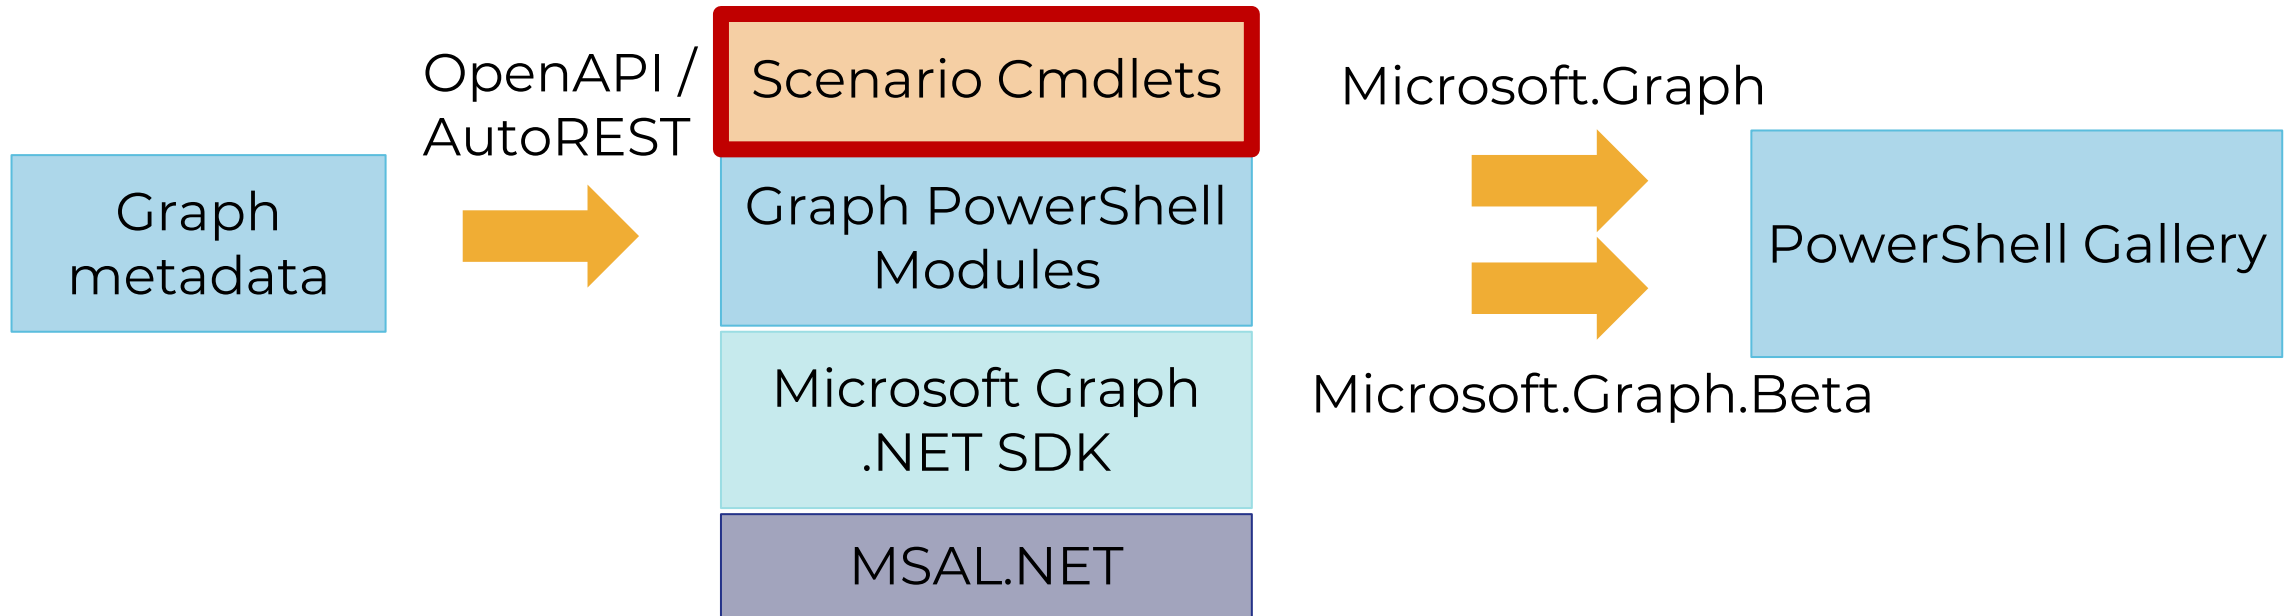 Graph
metadata
OpenAPI /
AutoREST
Scenario Cmdlets
Graph PowerShell
Modules
Microsoft Graph
.NET SDK
MSAL.NET
Microsoft.Graph
Microsoft.Graph.Beta
PowerShell Gallery